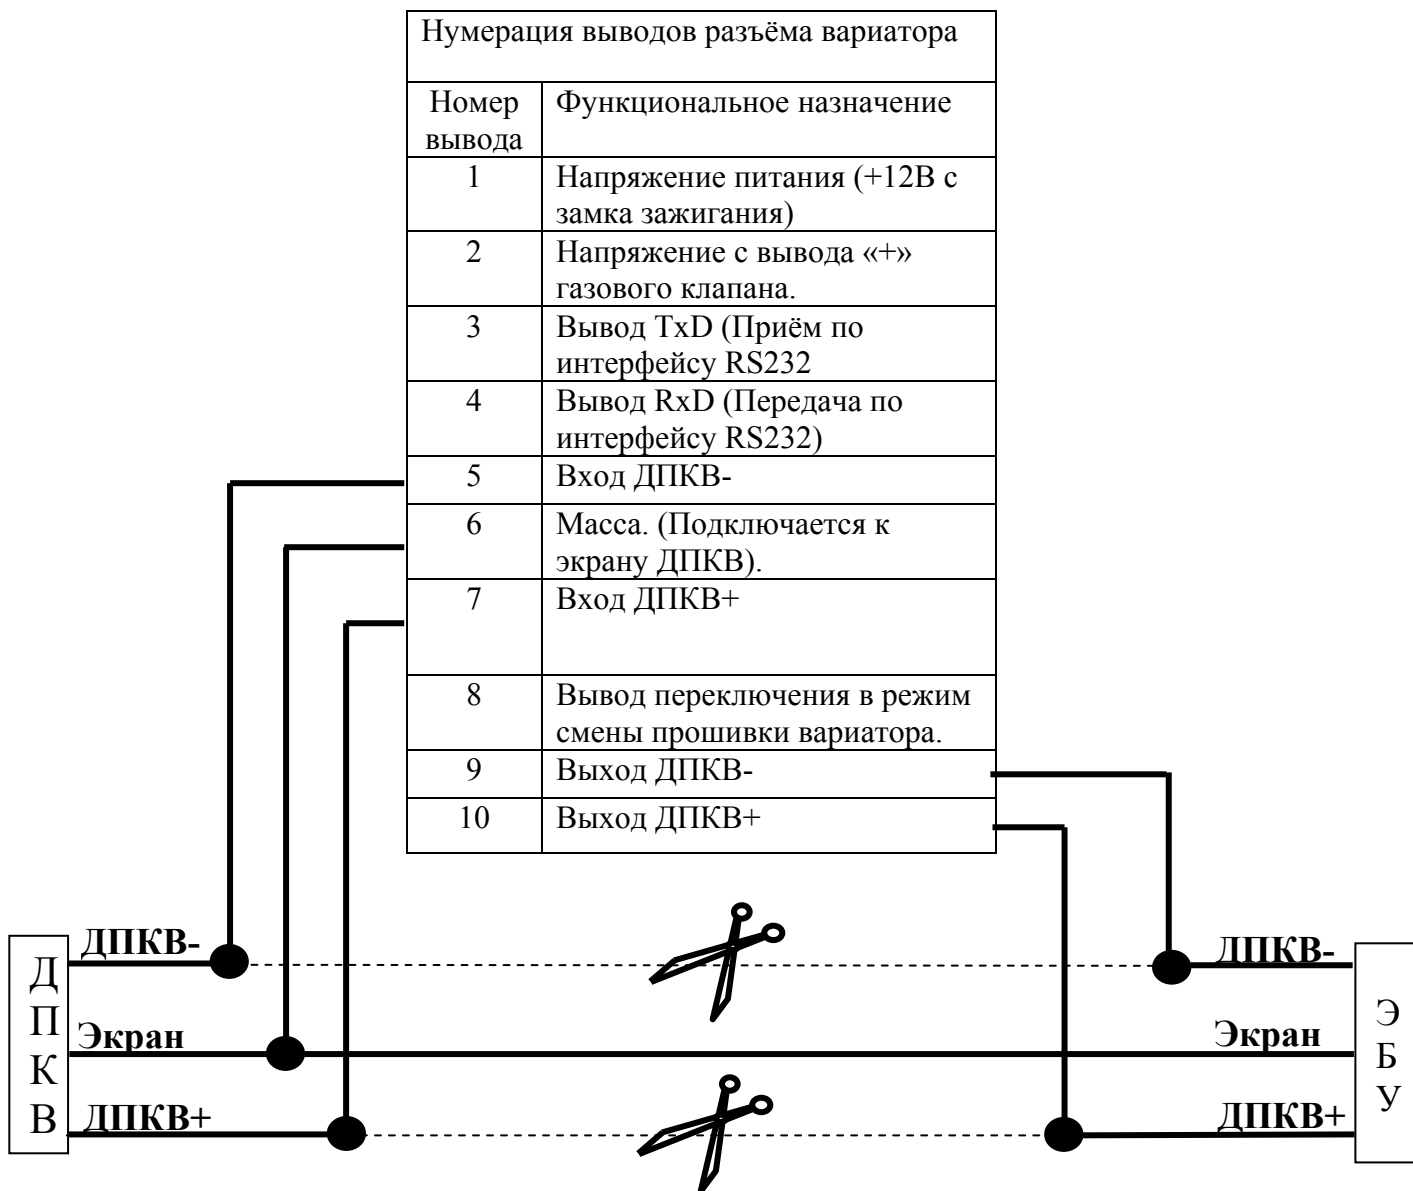 Нумерация выводов разъёма вариатора
Номер вывода
Функциональное назначение
1
Напряжение питания (+12В с
замка зажигания)
2
Напряжение с вывода «+»
газового клапана.
3
Вывод TxD (Приём по
интерфейсу RS232
4
Вывод RxD (Передача по
интерфейсу RS232)
5
Вход ДПКВ-
6
Масса. (Подключается к
экрану ДПКВ).
7
Вход ДПКВ+
8
Вывод переключения в режим
смены прошивки вариатора.
9
Выход ДПКВ-
10
Выход ДПКВ+
ДПКВ
ДПКВ-
Экран
ДПКВ+
ДПКВ-
Экран
ДПКВ+
ЭБУ